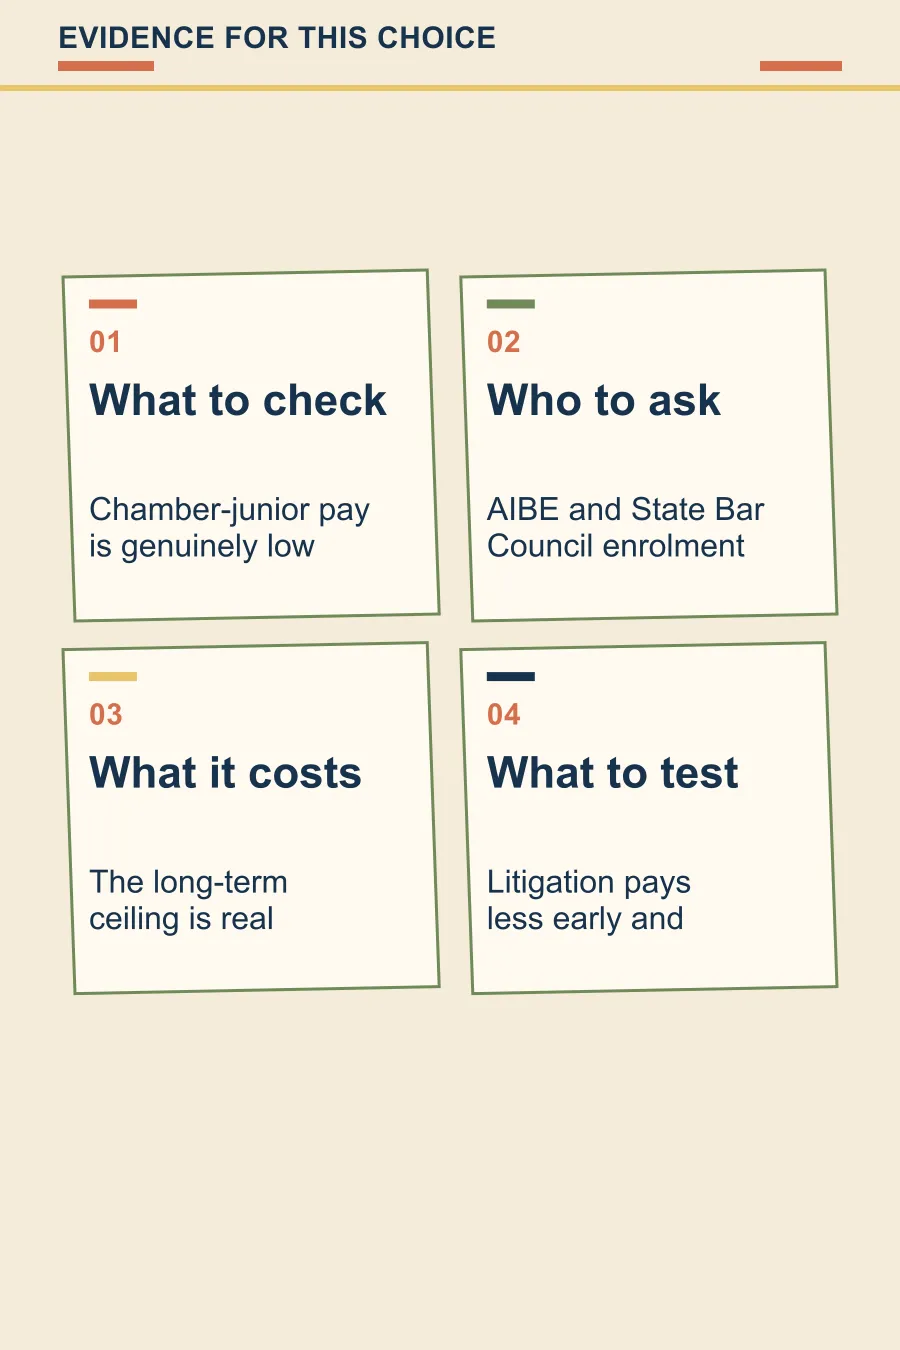 EVIDENCE FOR THIS CHOICE
01
What to check
Chamber-junior pay
is genuinely low
02
Who to ask
AIBE and State Bar
Council enrolment
03
What it costs
The long-term
ceiling is real
04
What to test
Litigation pays
less early and